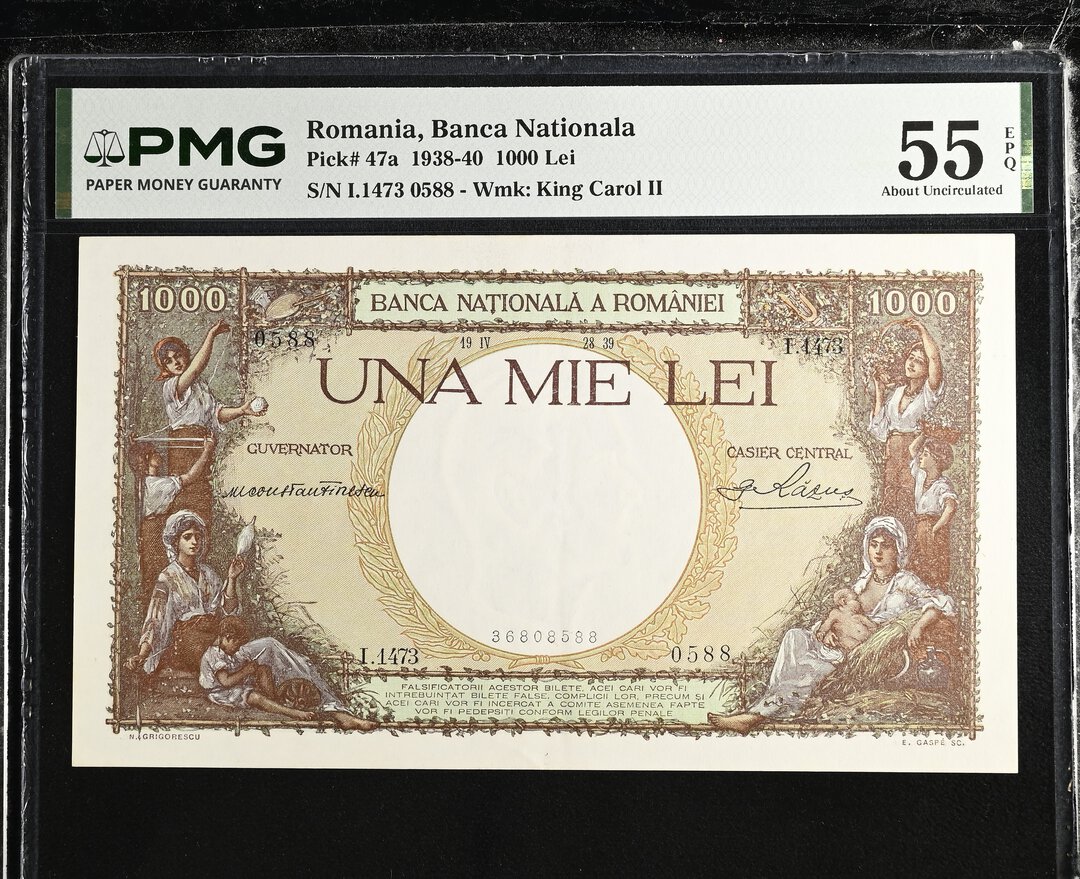 PMG
PAPER MONEY GUARANTY
Romania, Banca Nationala
Pick# 47a 1938-40 1000 Lei
S/N I.1473 0588 - Wmk: King Carol II
55
EPQ
About Uncirculated
1000
BANCA NAȚIONALĂ A ROMÂNIEI
1000
0588
19 IV
28 39
I.1473
UNA MIE LEI
GUVERNATOR
CASIER CENTRAL
M Constantinescu
36808588
I.1473
0588
FALSIFICATORII ACESTOR BILETE, ACEI CARI VOR FI
INTREBUINTAT BILETE FALSE, COMPLICII LOR, PRECUM ȘI
ACEI CARI VOR FI INCERCAT A COMITE ASEMENEA FAPTE
VOR FI PEDEPSIȚI CONFORM LEGILOR PENALE
N. GRIGORESCU
E. GASPÉ SC.